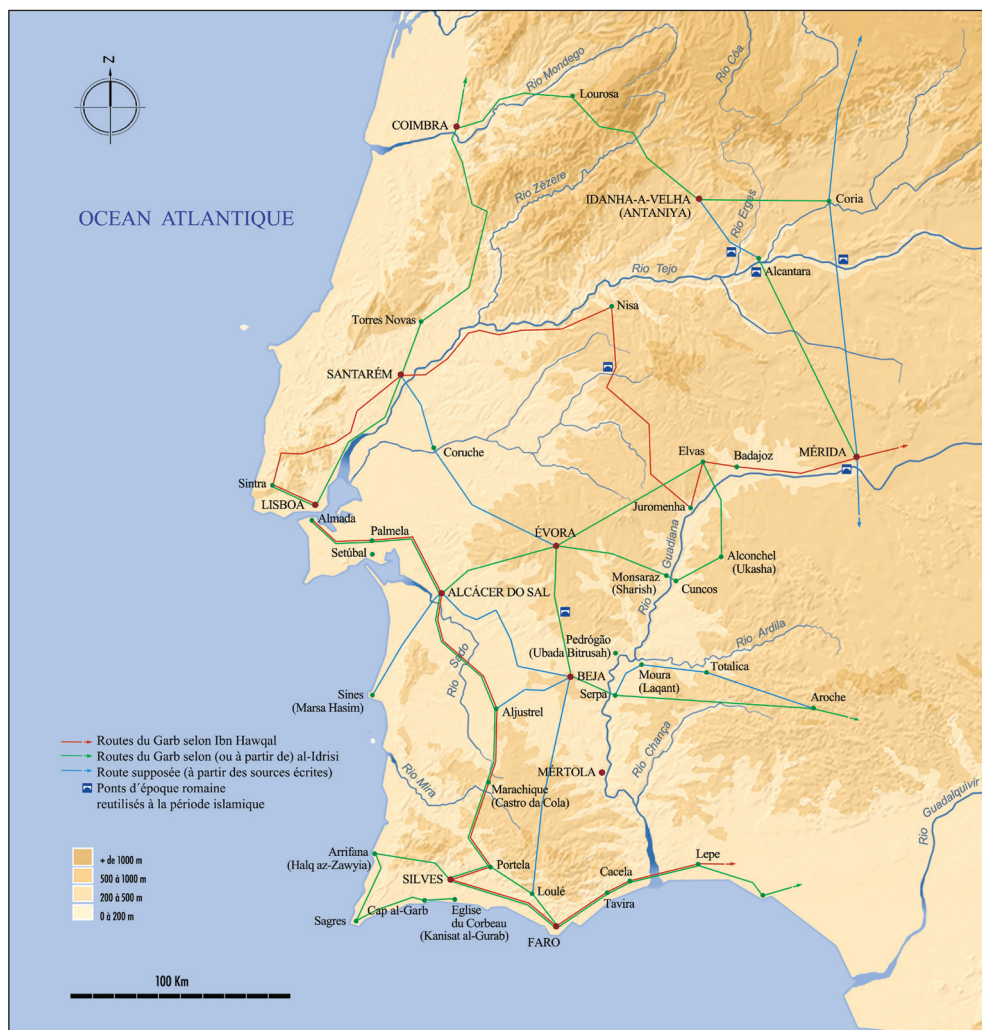 N
Rio Mondego
Rio Côa
Lourosa
COIMBRA
Rio Zêzere
OCEAN ATLANTIQUE
IDANHA-A-VELHA
(ANTANIYA)
Rio Erges
Coria
Rio Tejo
Alcantara
Nisa
Torres Novas
SANTARÉM
Coruche
Elvas
Badajoz
MÉRIDA
Sintra
LISBOA
Juromenha
Almada
Palmela
Setúbal
ÉVORA
Rio Guadiana
Alconchel
(Ukasha)
Monsaraz
(Sharish)
Cuncos
ALCÁCER DO SAL
Pedrógão
(Ubada Bitrusah)
Rio Ardila
Rio Sado
BEJA
Moura
(Laqant)
Totalica
Sines
(Marsa Hasim)
Serpa
Aroche
Aljustrel
Routes du Garb selon Ibn Hawqal
Routes du Garb selon (ou à partir de) al-Idrisi
Route supposée (à partir des sources écrites)
Ponts d´époque romaine
reutilisés à la période islamique
Rio Chança
MÉRTOLA
Rio Mira
Marachique
(Castro da Cola)
Rio Guadalquivir
+ de 1000 m
500 à 1000 m
200 à 500 m
0 à 200 m
Arrifana
(Halq az-Zawyia)
Portela
Lepe
SILVES
Cacela
Loulé
Tavira
Cap al-Garb
Sagres
Eglise
du Corbeau
(Kanisat al-Gurab)
FARO
100 Km